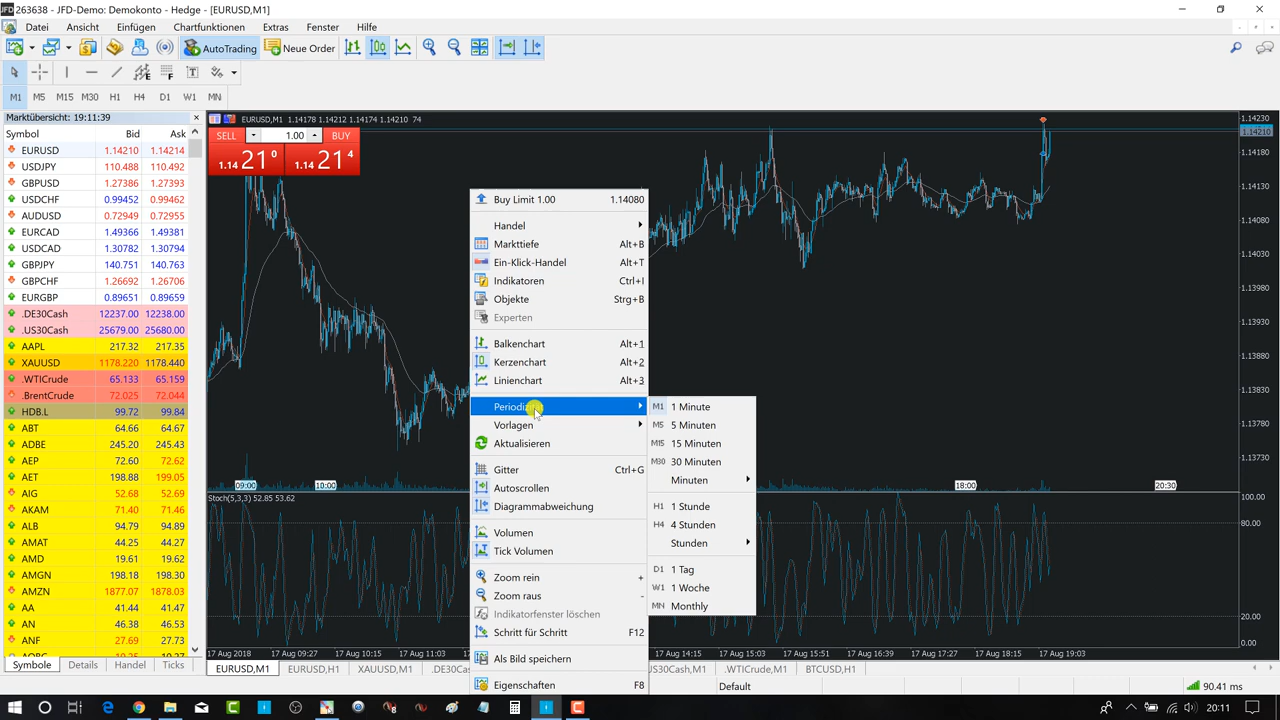 263638 - JFD-Demo: Demokonto - Hedge - [EURUSD,M1]
Datei Ansicht Einfügen Chartfunktionen Extras Fenster Hilfe
AutoTrading Neue Order
M1 M5 M15 M30 H1 H4 D1 W1 MN
Marktübersicht: 19:11:39
Symbol Bid Ask
EURUSD 1.14210 1.14214
USDJPY 110.488 110.492
GBPUSD 1.27386 1.27393
USDCHF 0.99452 0.99462
AUDUSD 0.72949 0.72955
EURCAD 1.49366 1.49381
USDCAD 1.30782 1.30794
GBPJPY 140.751 140.763
GBPCHF 1.26692 1.26706
EURGBP 0.89651 0.89659
.DE30Cash 12237.00 12238.00
.US30Cash 25679.00 25680.00
AAPL 217.32 217.35
XAUUSD 1178.220 1178.440
.WTICrude 65.133 65.159
.BrentCrude 72.025 72.044
HDB.L 99.72 99.84
ABT 64.66 64.67
ADBE 245.20 245.43
AEP 72.60 72.62
AET 198.88 199.05
AIG 52.68 52.69
AKAM 71.46 71.46
ALB 94.79 94.89
AMAT 44.25 44.27
AMD 19.61 19.62
AMGN 198.18 198.30
AMZN 1877.07 1878.03
AA 41.44 41.47
AN 46.38 46.53
ANF 27.69 27.73
Symbole Details Handel Ticks
EURUSD,M1 1.14178 1.14212 1.14174 1.14210 74
SELL 1.00 BUY
1.14 21 0 1.14 21 4
Buy Limit 1.00 1.14080
Handel
Markttiefe Alt+B
Ein-Klick-Handel Alt+T
Indikatoren Ctrl+I
Objekte Strg+B
Experten
Balkenchart Alt+1
Kerzenchart Alt+2
Linienchart Alt+3
Vorlagen
Aktualisieren
Gitter Ctrl+G
Autoscrollen
Diagrammabweichung
Volumen
Tick Volumen
Zoom rein +
Zoom raus -
Indikatorfenster löschen
Schritt für Schritt F12
Als Bild speichern
Eigenschaften F8
M1 1 Minute
M5 5 Minuten
M15 15 Minuten
M30 30 Minuten
Minuten
H1 1 Stunde
H4 4 Stunden
Stunden
D1 1 Tag
W1 1 Woche
MN Monthly
1.14230
1.14210
1.14180
1.14130
1.14080
1.14030
1.13980
1.13930
1.13880
1.13830
1.13780
1.13730
09:00 10:00 18:00 20:30
Stoch(5,3,3) 52.85 53.62
100.00
80.00
20.00
0.00
17 Aug 2018 17 Aug 09:27 17 Aug 10:15 17 Aug 11:03 17 Aug 15:03 17 Aug 15:51 17 Aug 16:39 17 Aug 17:27 17 Aug 18:15 17 Aug 19:03
EURUSD,M1 EURUSD,H1 XAUUSD,M1 .WTICrude,M1 BTCUSD,H1
Default 90.41 ms
20:11